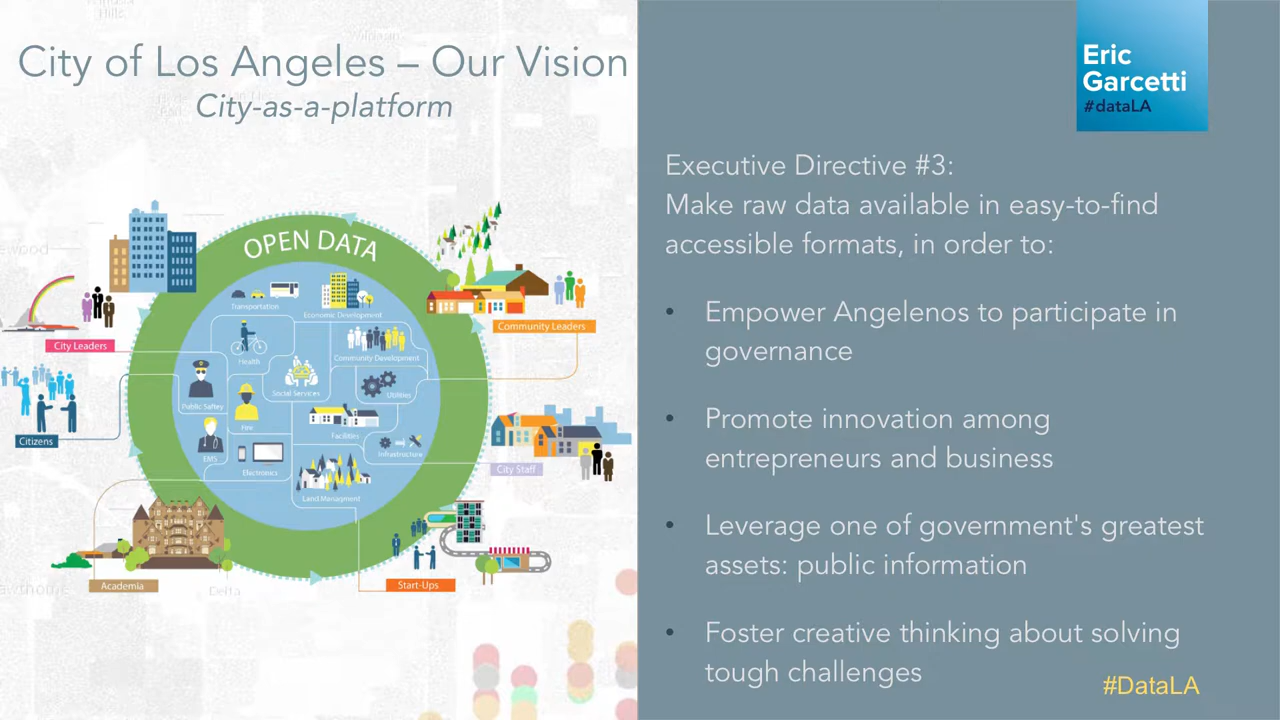 City of Los Angeles – Our Vision
City-as-a-platform
OPEN DATA
Transportation
Economic Development
Health
Community Development
Social Services
Utilities
Public Saftey
Fire
Facilities
EMS
Electronics
Infrastructure
Land Managment
City Leaders
Citizens
Academia
Community Leaders
City Staff
Start-Ups
Delta
Eric
Garcetti
#dataLA
Executive Directive #3:
Make raw data available in easy-to-find
accessible formats, in order to:
• Empower Angelenos to participate in
governance
• Promote innovation among
entrepreneurs and business
• Leverage one of government's greatest
assets: public information
• Foster creative thinking about solving
tough challenges
#DataLA